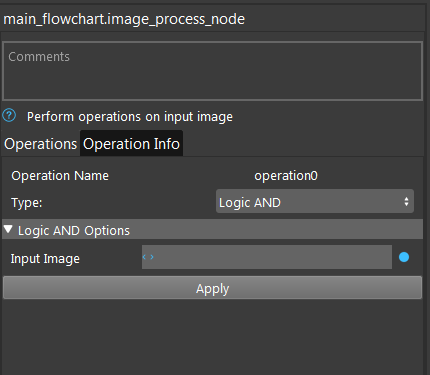 main_flowchart.image_process_node
Comments
? Perform operations on input image
Operations Operation Info
Operation Name operation0
Type: Logic AND
Logic AND Options
Input Image <>
Apply